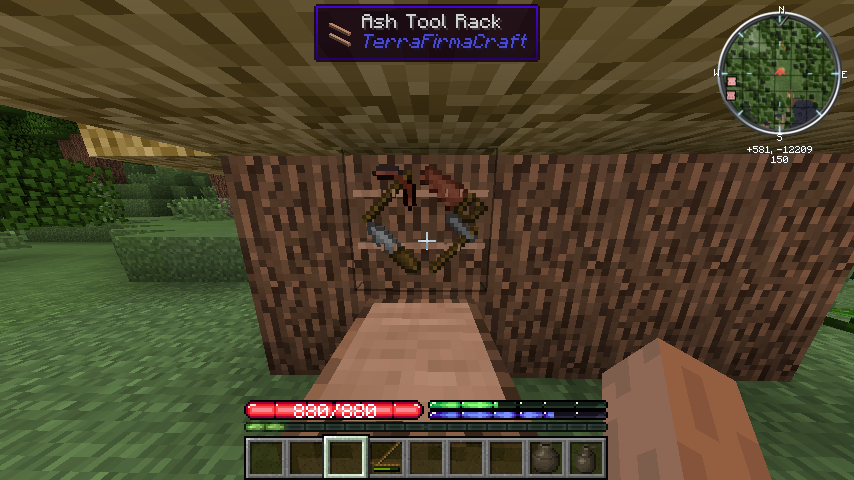 Ash Tool Rack
TerraFirmaCraft
N
W
E
S
+581, -12209
150
880/880